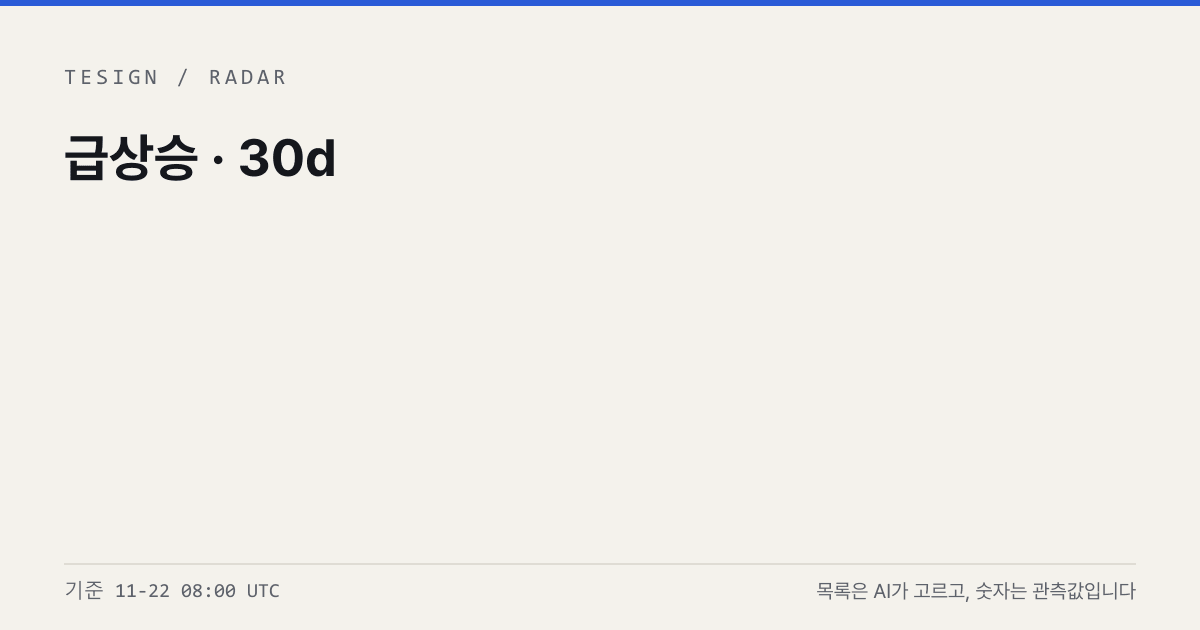 TESIGN / RADAR
급상승 · 30d
기준 11-22 08:00 UTC
목록은 AI가 고르고, 숫자는 관측값입니다